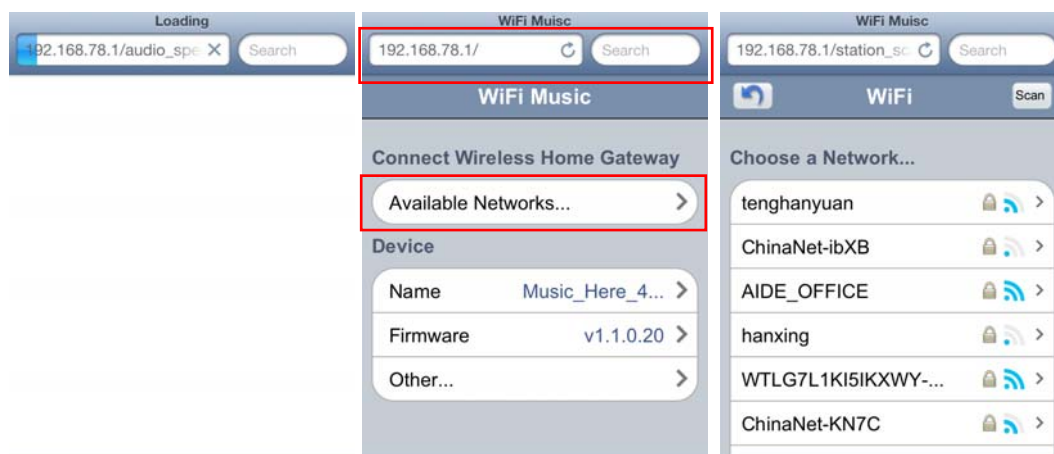 Loading
192.168.78.1/audio_spe
Search
WiFi Muisc
192.168.78.1/
Search
WiFi Music
Connect Wireless Home Gateway
Available Networks...
Device
Name Music_Here_4...
Firmware v1.1.0.20
Other...
WiFi Muisc
192.168.78.1/station_sc
Search
WiFi
Scan
Choose a Network...
tenghanyuan
ChinaNet-ibXB
AIDE_OFFICE
hanxing
WTLG7L1KI5IKXWY-...
ChinaNet-KN7C